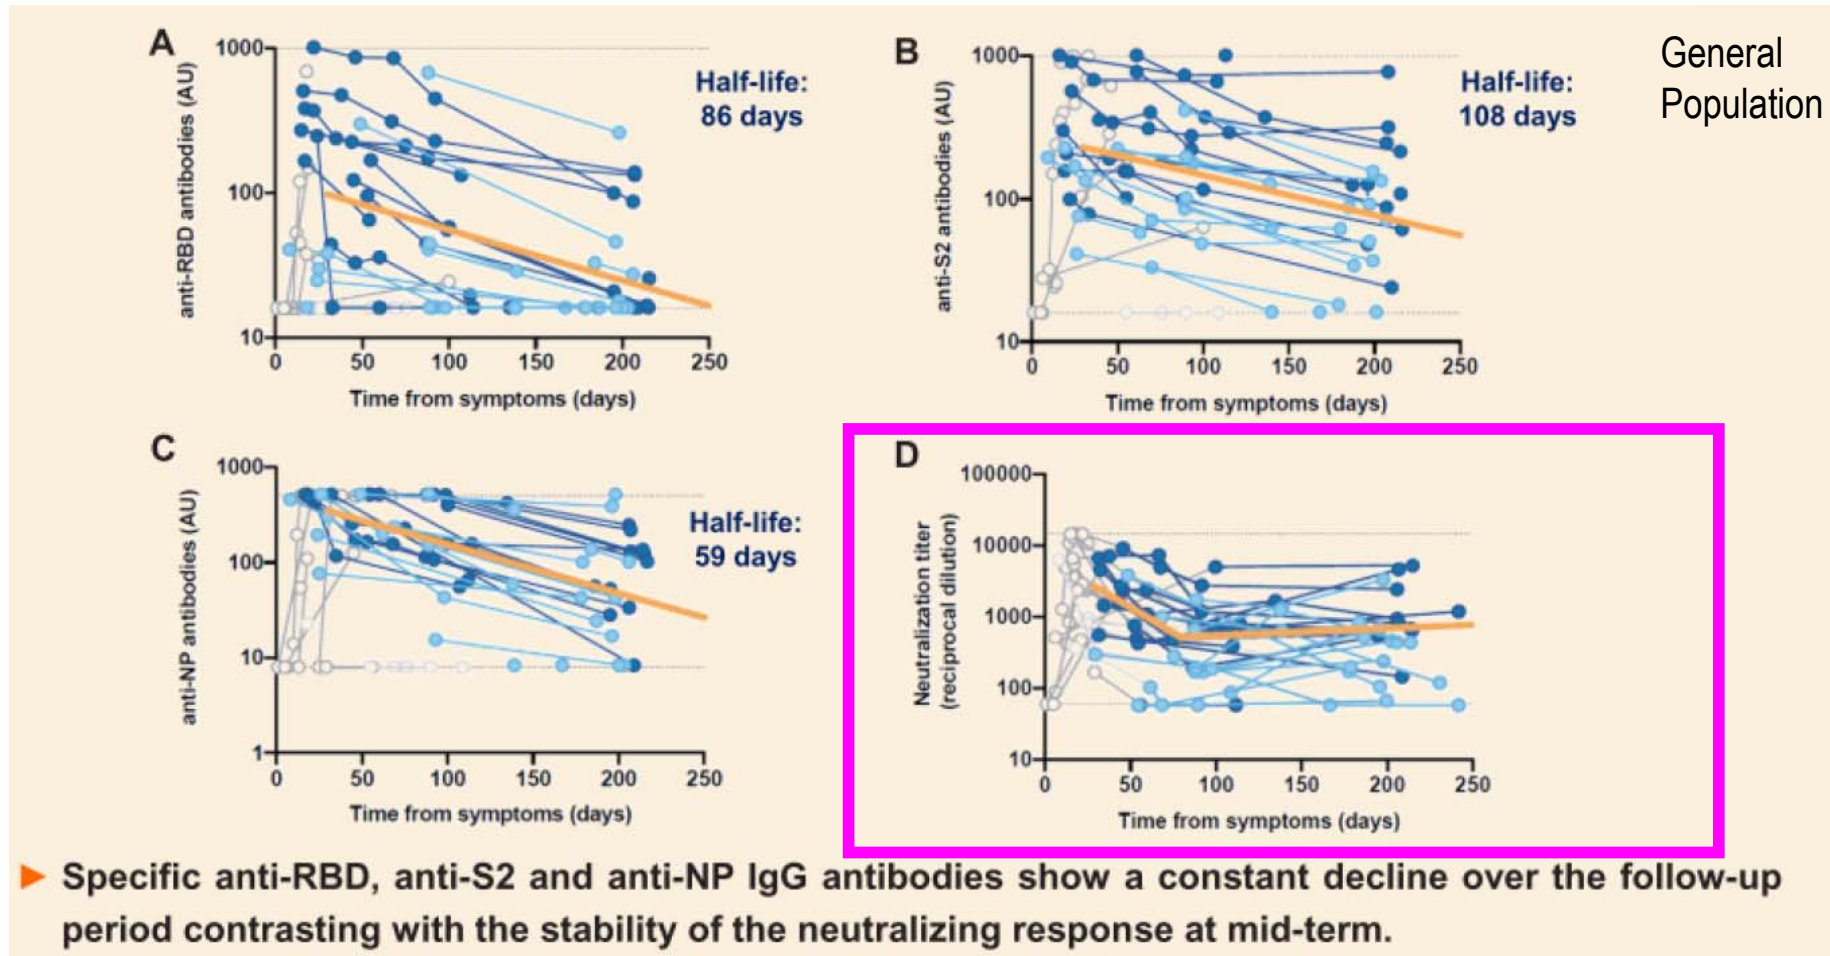 General
Population
A
anti-RBD antibodies (AU)
1000
100
10
0 50 100 150 200 250
Time from symptoms (days)
Half-life:
86 days
B
anti-S2 antibodies (AU)
1000
100
10
0 50 100 150 200 250
Time from symptoms (days)
Half-life:
108 days
C
anti-NP antibodies (AU)
1000
100
10
1
0 50 100 150 200 250
Time from symptoms (days)
Half-life:
59 days
D
Neutralization titer
(reciprocal dilution)
100000
10000
1000
100
10
0 50 100 150 200 250
Time from symptoms (days)
► Specific anti-RBD, anti-S2 and anti-NP IgG antibodies show a constant decline over the follow-up
period contrasting with the stability of the neutralizing response at mid-term.